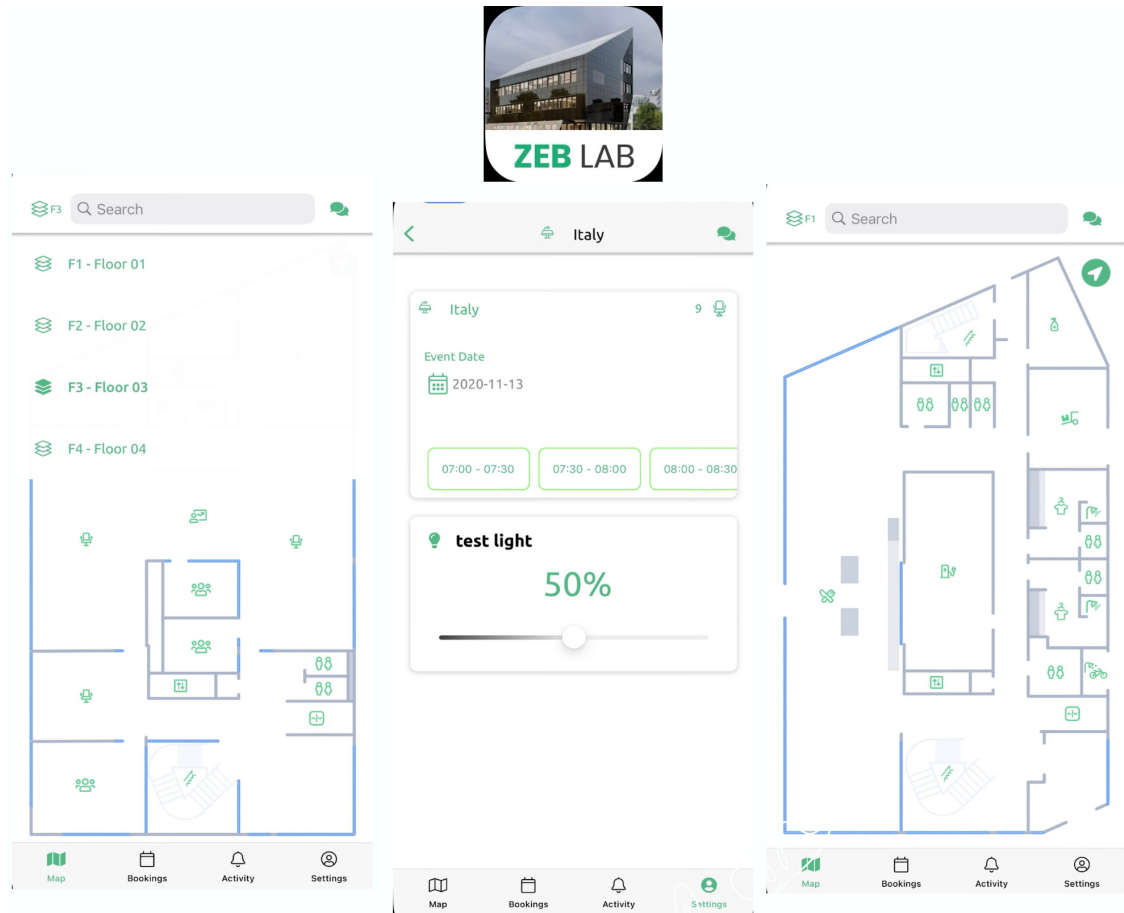 ZEB LAB
F3 Search
F1 - Floor 01
F2 - Floor 02
F3 - Floor 03
F4 - Floor 04
Map Bookings Activity Settings
Italy
Italy 9
Event Date
2020-11-13
07:00 - 07:30 07:30 - 08:00 08:00 - 08:30
test light
50%
Map Bookings Activity Settings
F1 Search
Map Bookings Activity Settings